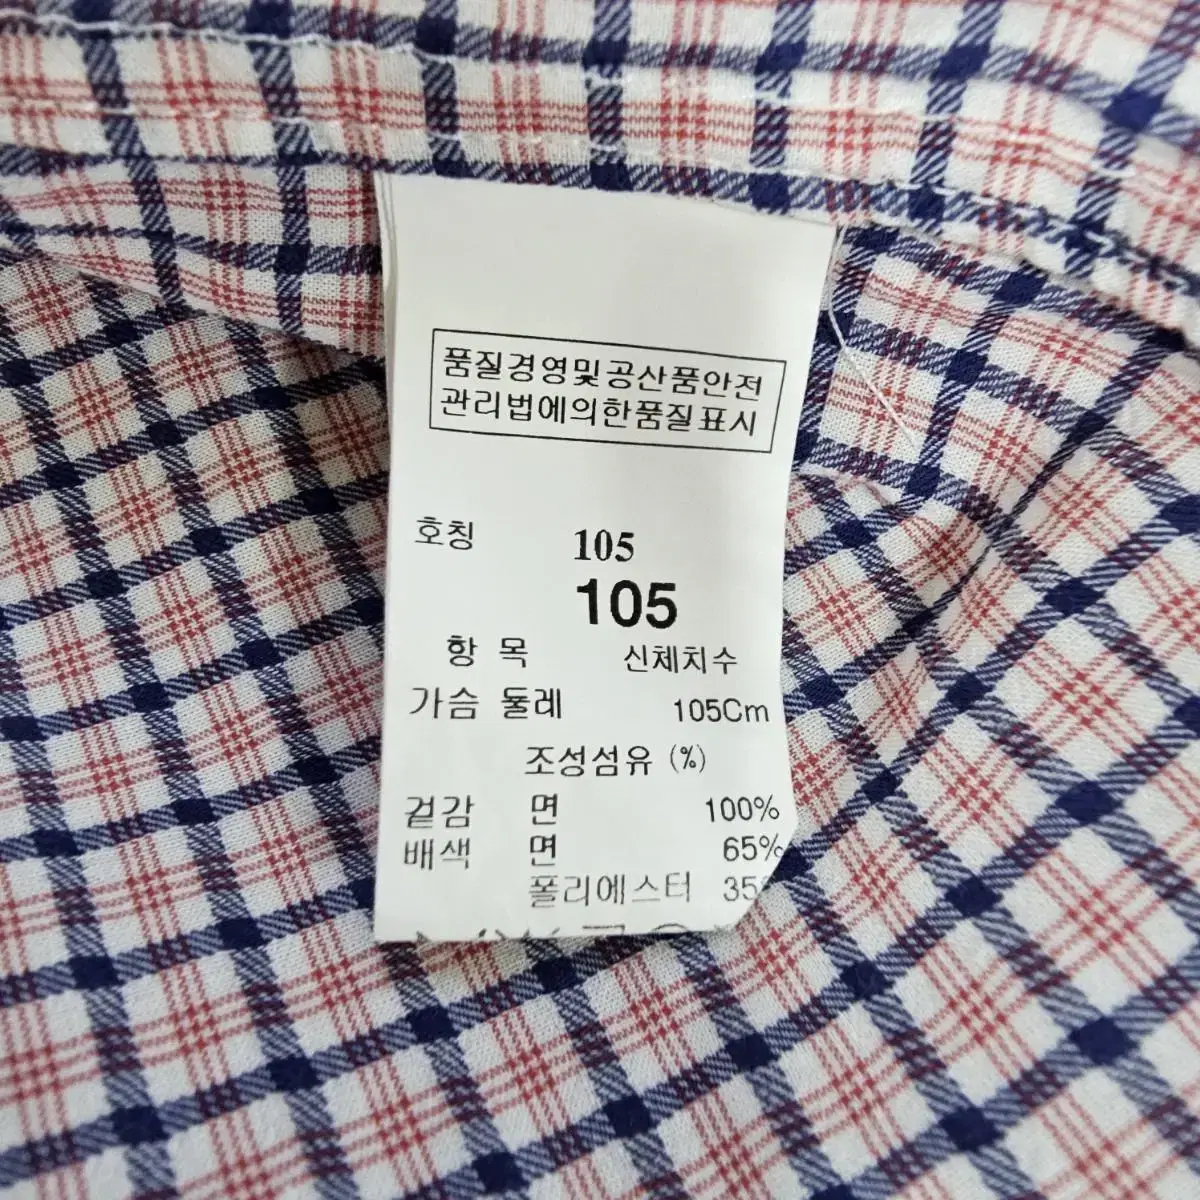 품질경영및공산품안전
관리법에의한품질표시
호칭 105
105
항 목 신체치수
가슴 둘레 105Cm
조성섬유 (%)
겉감 면 100%
배색 면 65%
폴리에스터 35